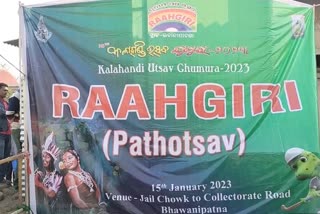 RAAHGIRI
Kalahandi Utsav Ghumura-2023
RAAHGIRI
(Pathotsav)
15th January 2023
Venue - Jail Chowk to Collectorate Road
Bhawanipatna